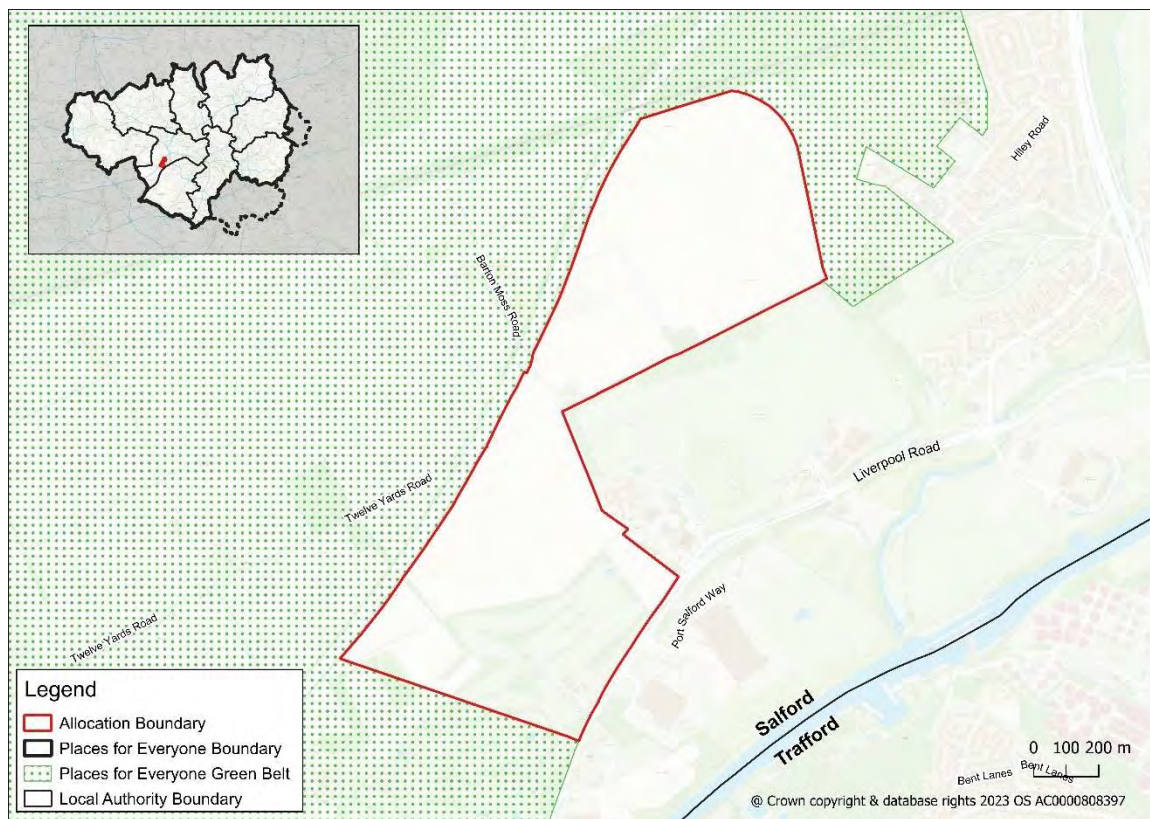 Hiley Road
Barton Moss Road
Liverpool Road
Twelve Yards Road
Port Salford Way
Twelve Yards Road
Salford
Trafford
Legend
Allocation Boundary
Places for Everyone Boundary
Places for Everyone Green Belt
Local Authority Boundary
0 100 200 m
Bent Lanes
Bent Lanes
@ Crown copyright & database rights 2023 OS AC0000808397